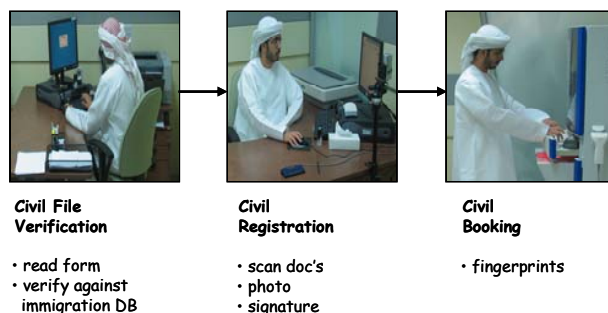 Civil File
Verification
• read form
• verify against
immigration DB
Civil
Registration
• scan doc's
• photo
• signature
Civil
Booking
• fingerprints